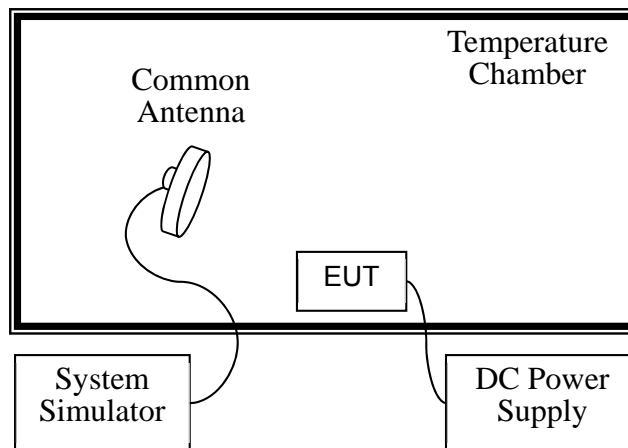 Temperature
Chamber
Common
Antenna
EUT
System
Simulator
DC Power
Supply